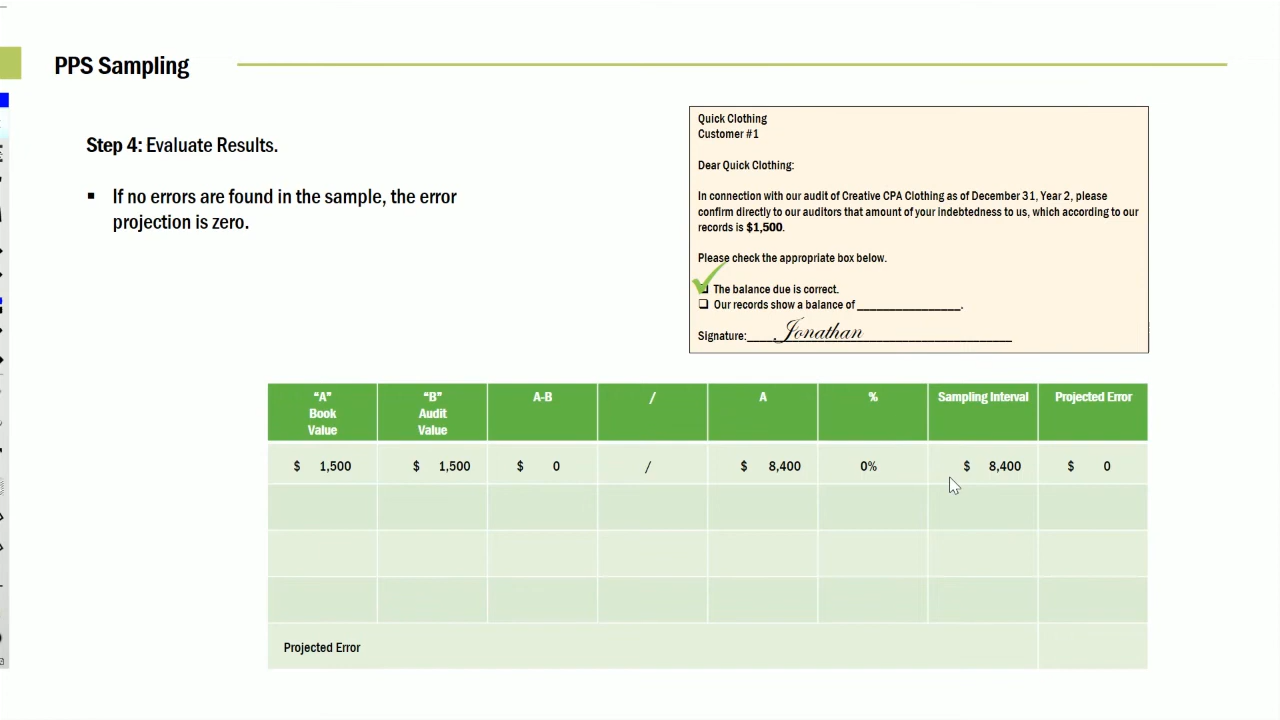 PPS Sampling
Step 4: Evaluate Results.
▪ If no errors are found in the sample, the error
projection is zero.
Quick Clothing
Customer #1
Dear Quick Clothing:
In connection with our audit of Creative CPA Clothing as of December 31, Year 2, please
confirm directly to our auditors that amount of your indebtedness to us, which according to our
records is $1,500.
Please check the appropriate box below.
❑ The balance due is correct.
❑ Our records show a balance of _________________.
Signature: Jonathan
“A” Book Value “B” Audit Value A-B / A % Sampling Interval Projected Error
$ 1,500 $ 1,500 $ 0 / $ 8,400 0% $ 8,400 $ 0
Projected Error